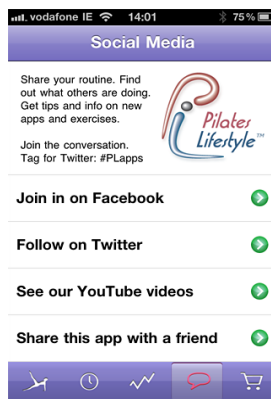 vodafone IE 14:01 75%
Social Media
Share your routine. Find
out what others are doing.
Get tips and info on new
apps and exercises.
Join the conversation.
Tag for Twitter: #PLapps
Pilates
Lifestyle™
Join in on Facebook
Follow on Twitter
See our YouTube videos
Share this app with a friend